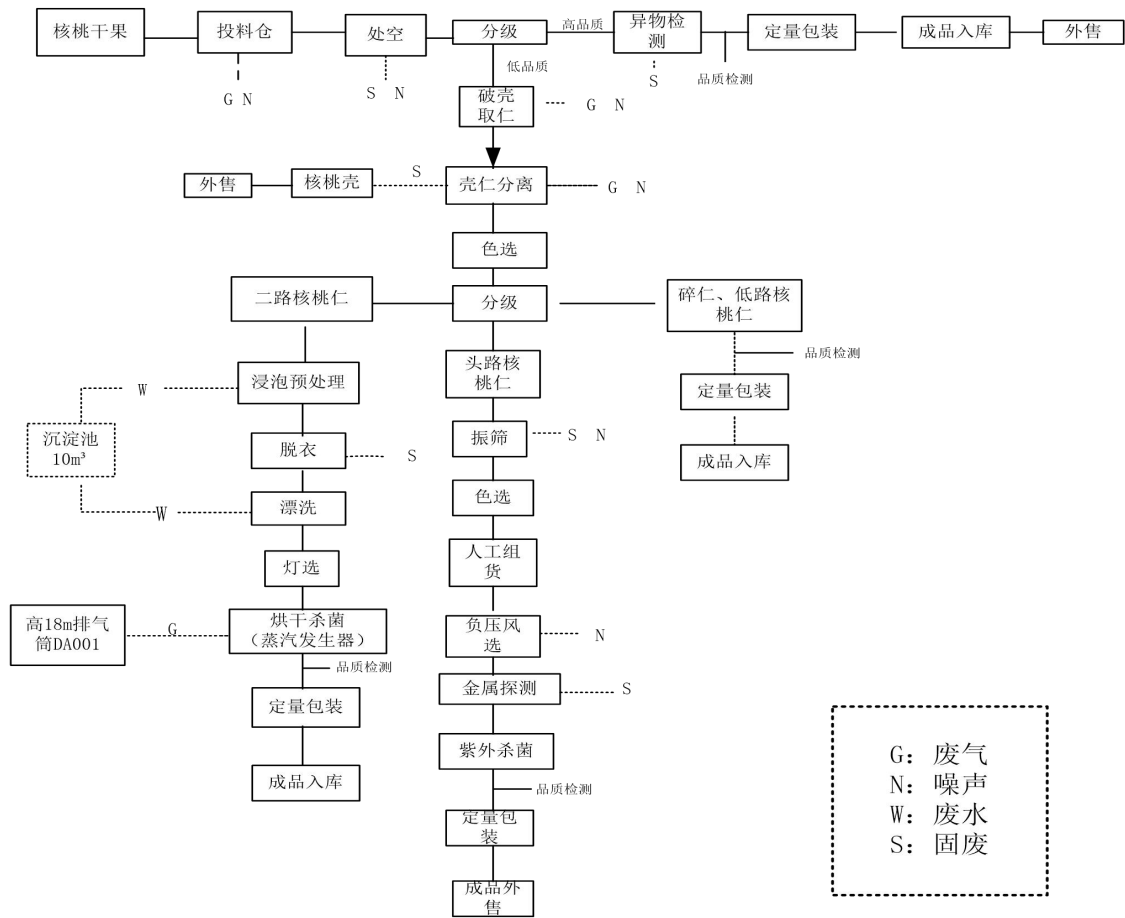 核桃干果
投料仓
处空
分级
高品质
异物检
测
定量包装
成品入库
外售
低品质
品质检测
G N
S N
S
破壳
取仁
G N
外售
核桃壳
S
壳仁分离
G N
色选
二路核桃仁
分级
碎仁、低路核
桃仁
品质检测
头路核
桃仁
浸泡预处理
W
定量包装
沉淀池
10m³
脱衣
S
振筛
S N
成品入库
色选
漂洗
W
灯选
人工组
货
高18m排气
筒DA001
G
烘干杀菌
(蒸汽发生器)
负压风
选
N
品质检测
金属探测
S
定量包装
紫外杀菌
成品入库
品质检测
定量包
装
成品外
售
G: 废气
N: 噪声
W: 废水
S: 固废